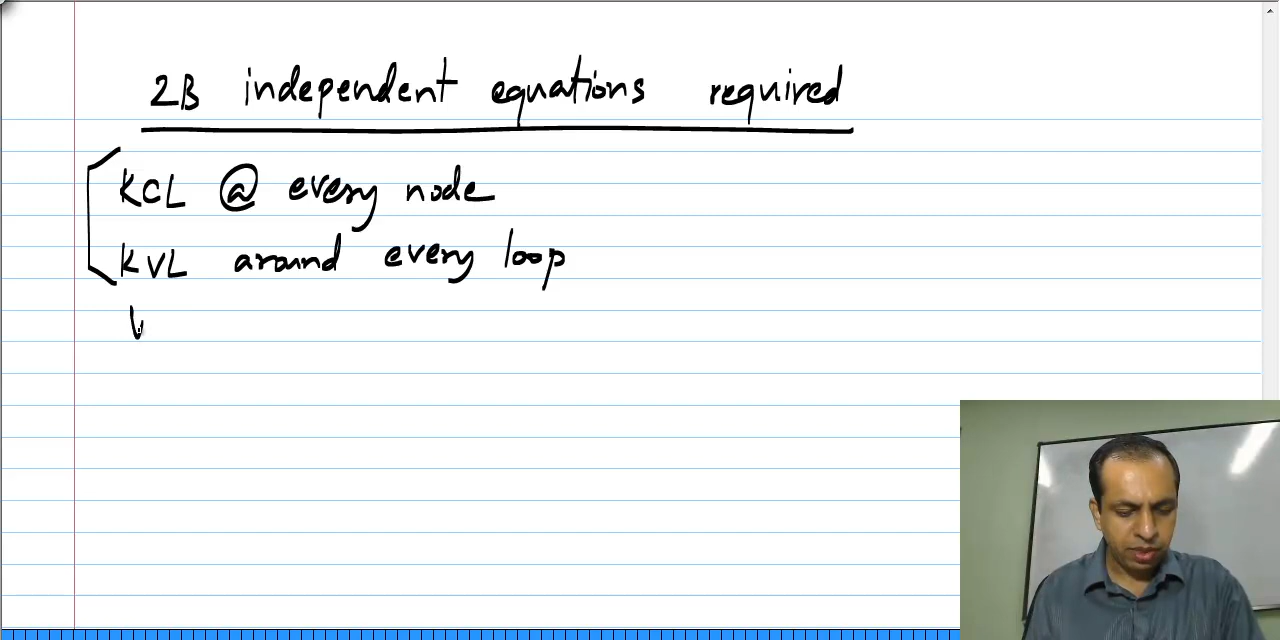 2B independent equations required
KCL @ every node
KVL around every loop